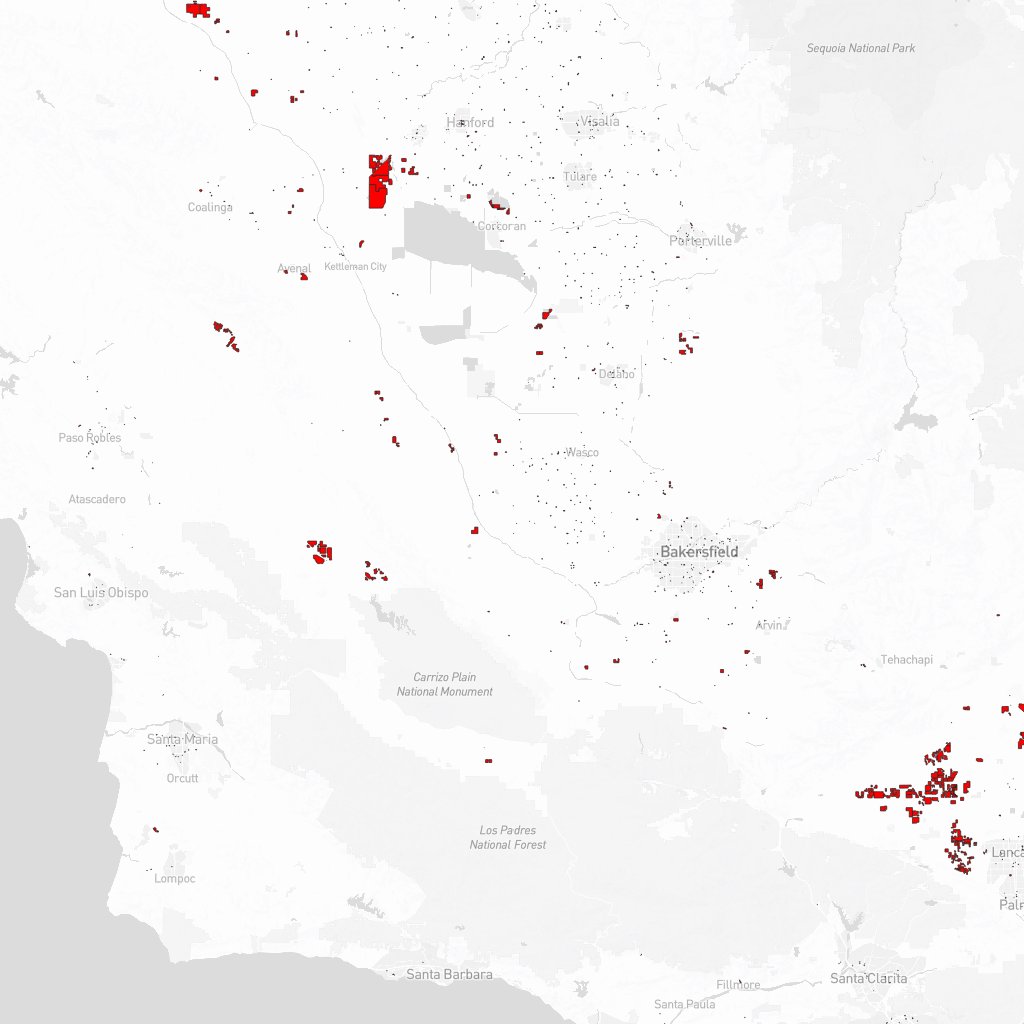 Sequoia National Park
Hanford
Visalia
Tulare
Coalinga
Corcoran
Porterville
Avenal
Kettleman City
Delano
Paso Robles
Wasco
Atascadero
Bakersfield
San Luis Obispo
Arvin
Tehachapi
Carrizo Plain
National Monument
Santa Maria
Orcutt
Los Padres
National Forest
Lanca
Lompoc
Pal
Santa Barbara
Santa Clarita
Fillmore
Santa Paula